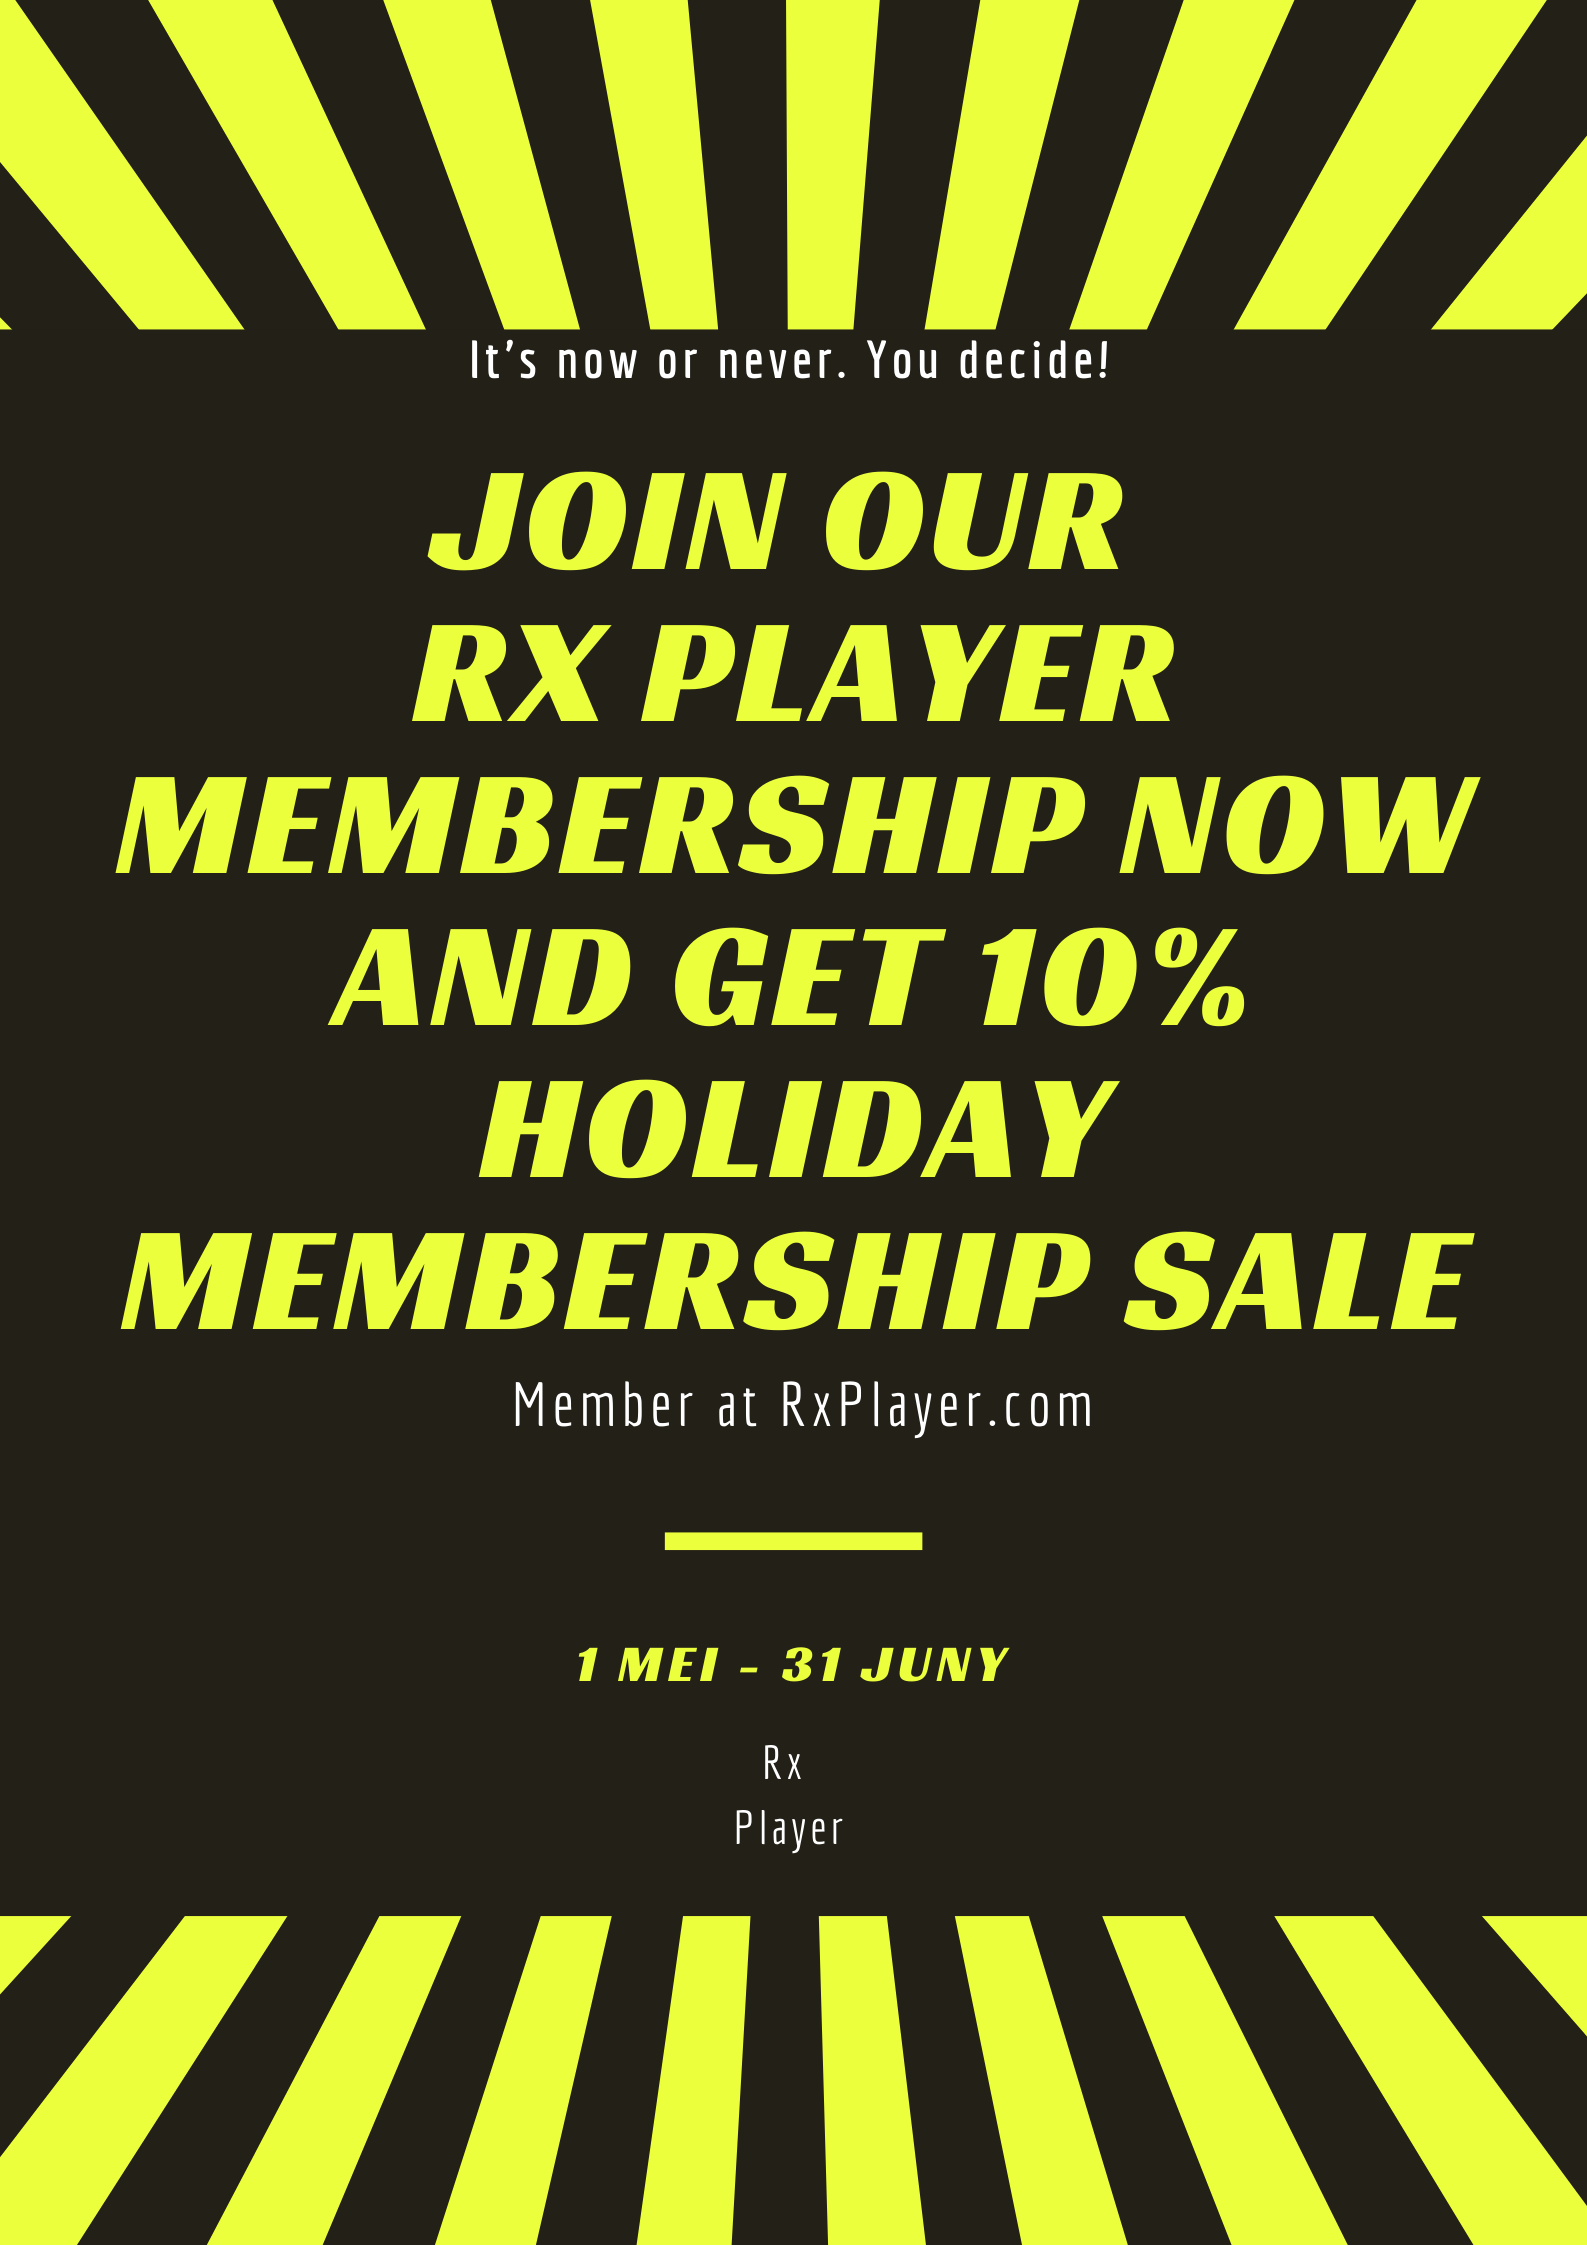 It's now or never. You decide!
JOIN OUR
RX PLAYER
MEMBERSHIP NOW
AND GET 10%
HOLIDAY
MEMBERSHIP SALE
Member at RxPlayer.com
1 MEI - 31 JUNY
Rx
Player